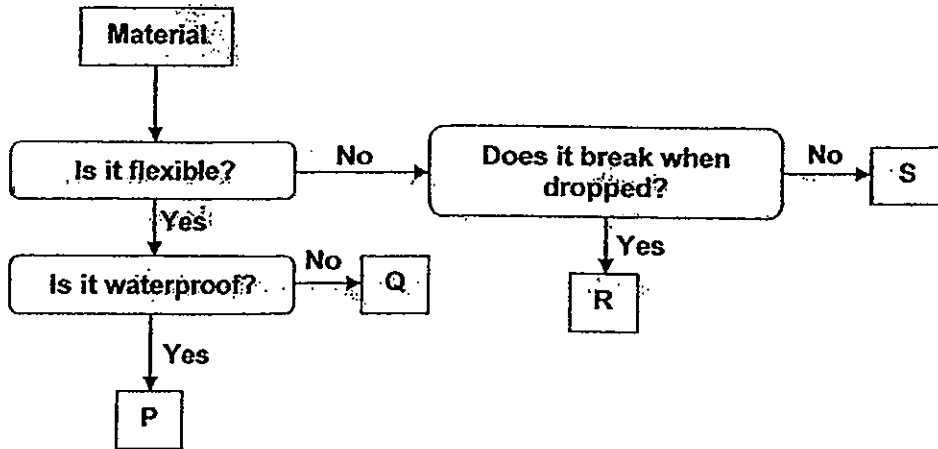 Material
Is it flexible?
No
Does it break when
dropped?
No
S
Yes
Yes
Is it waterproof?
No
Q
R
Yes
P